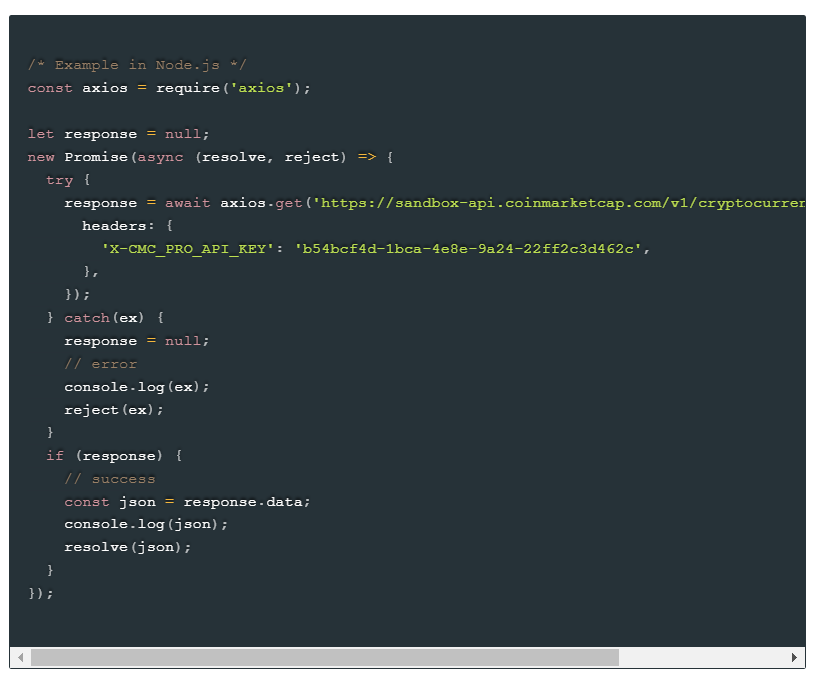 /* Example in Node.js */
const axios = require('axios');
let response = null;
new Promise(async (resolve, reject) => {
  try {
    response = await axios.get('https://sandbox-api.coinmarketcap.com/v1/cryptocurren
      headers: {
        'X-CMC_PRO_API_KEY': 'b54bcf4d-1bca-4e8e-9a24-22ff2c3d462c',
      },
    });
  } catch(ex) {
    response = null;
    // error
    console.log(ex);
    reject(ex);
  }
  if (response) {
    // success
    const json = response.data;
    console.log(json);
    resolve(json);
  }
});